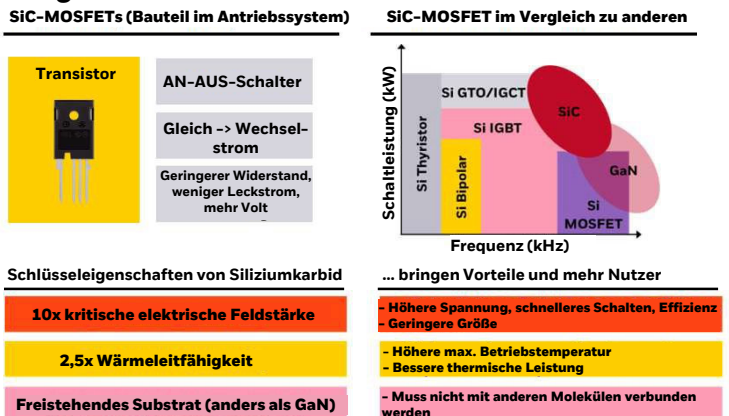 SiC-MOSFETs (Bauteil im Antriebssystem)
SiC-MOSFET im Vergleich zu anderen
Transistor
AN-AUS-Schalter
Gleich -> Wechsel-
strom
Geringerer Widerstand,
weniger Leckstrom,
mehr Volt
Schaltleistung (kW)
Si Thyristor
Si GTO/IGCT
Si IGBT
Si Bipolar
SiC
GaN
Si
MOSFET
Frequenz (kHz)
Schlüsseleigenschaften von Siliziumkarbid
... bringen Vorteile und mehr Nutzer
10x kritische elektrische Feldstärke
- Höhere Spannung, schnelleres Schalten, Effizienz
- Geringere Größe
2,5x Wärmeleitfähigkeit
- Höhere max. Betriebstemperatur
- Bessere thermische Leistung
Freistehendes Substrat (anders als GaN)
- Muss nicht mit anderen Molekülen verbunden
werden